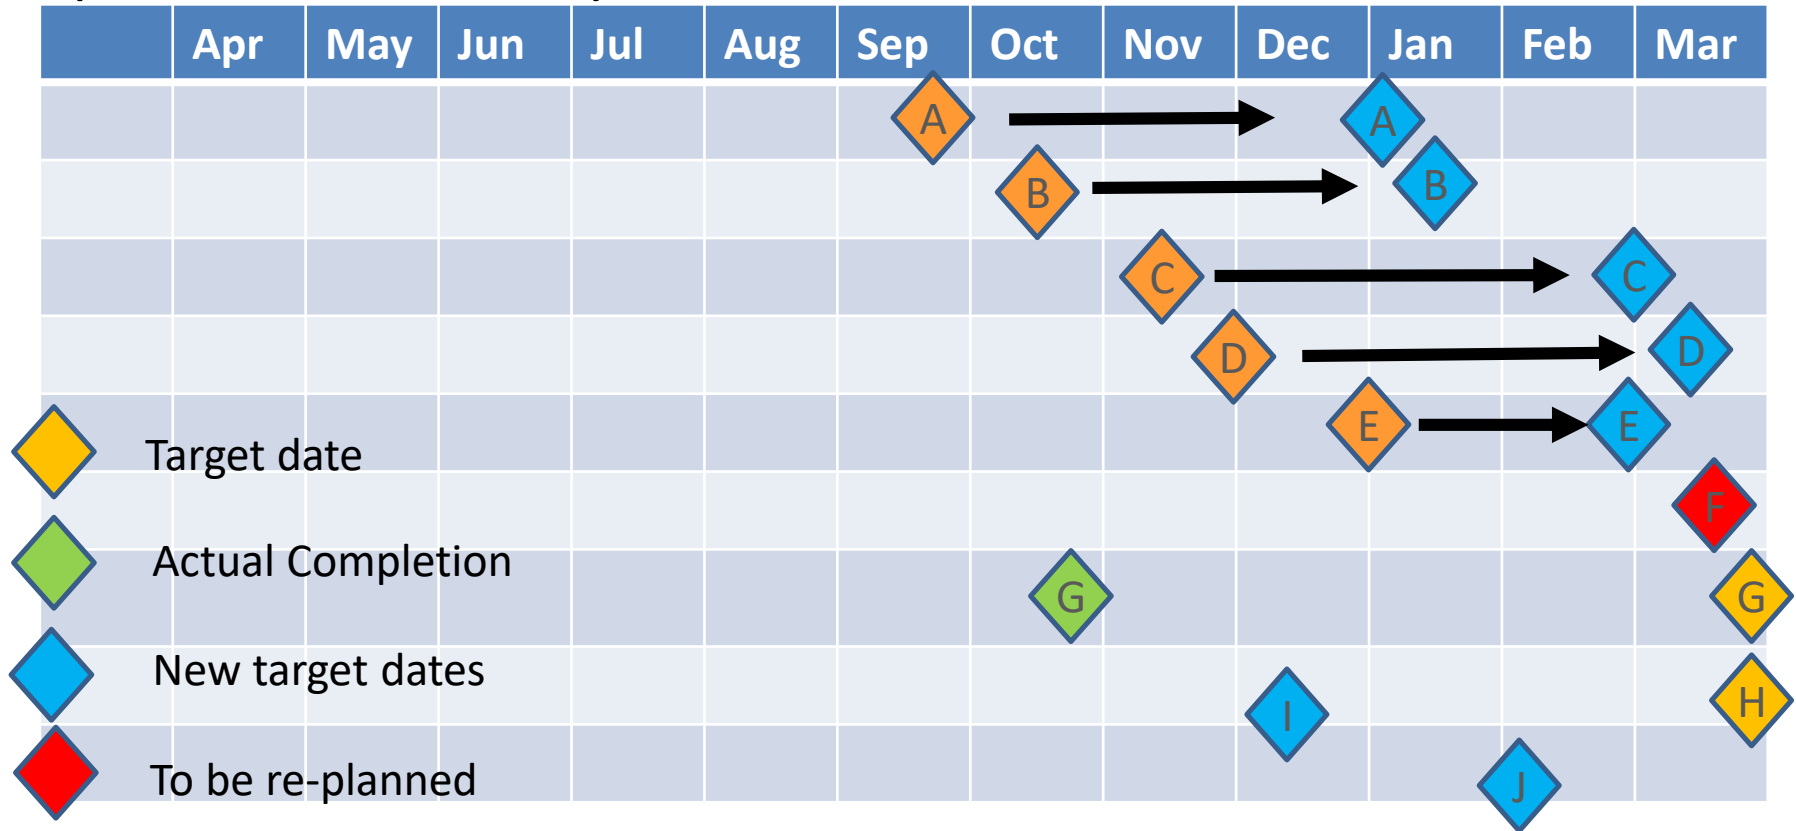 Apr May Jun Jul Aug Sep Oct Nov Dec Jan Feb Mar
A A
B B
C C
D D
E E
Target date
F
Actual Completion
G G
New target dates
H
I
To be re-planned
J